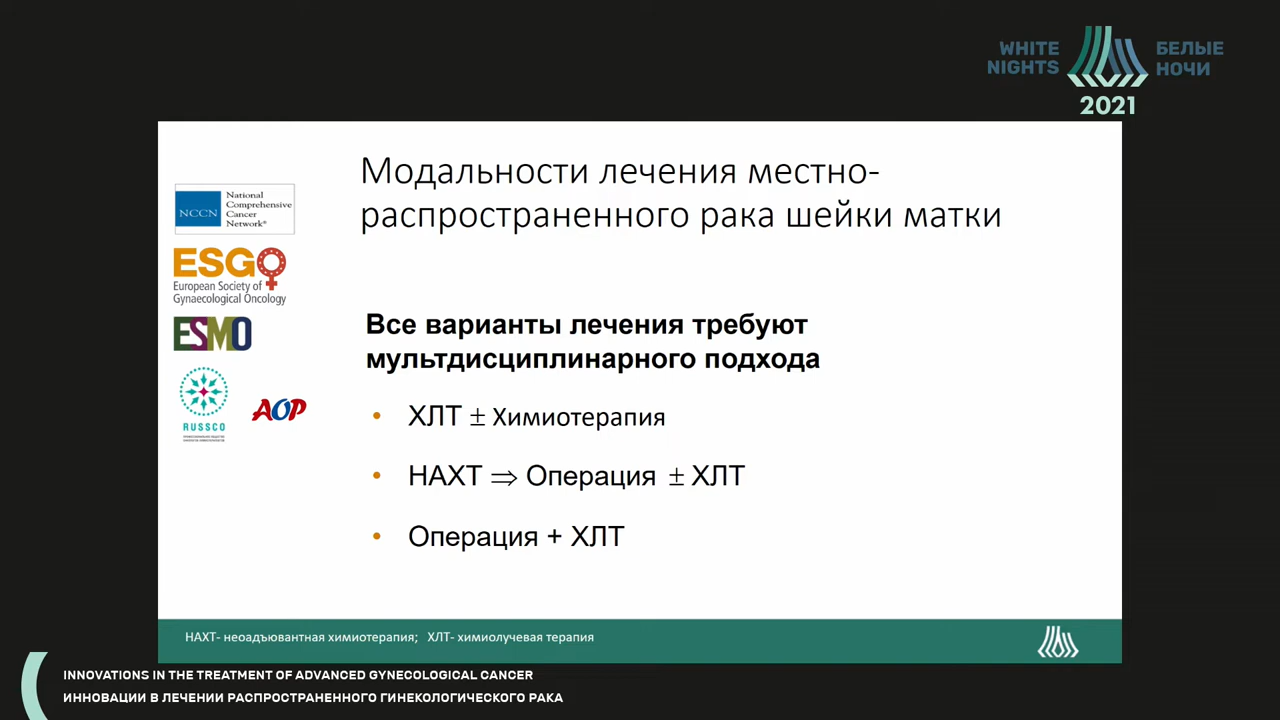 WHITE NIGHTS
БЕЛЫЕ НОЧИ
2021
Модальности лечения местно-
распространенного рака шейки матки
NCCN
National
Comprehensive
Cancer
Network®
ESGO
European Society of
Gynaecological Oncology
ESMO
RUSSCO
АОР
Все варианты лечения требуют
мультдисциплинарного подхода
• ХЛТ ± Химиотерапия
• НАХТ ⇒ Операция ± ХЛТ
• Операция + ХЛТ
НАХТ- неоадъювантная химиотерапия; ХЛТ- химиолучевая терапия
INNOVATIONS IN THE TREATMENT OF ADVANCED GYNECOLOGICAL CANCER
ИННОВАЦИИ В ЛЕЧЕНИИ РАСПРОСТРАНЕННОГО ГИНЕКОЛОГИЧЕСКОГО РАКА